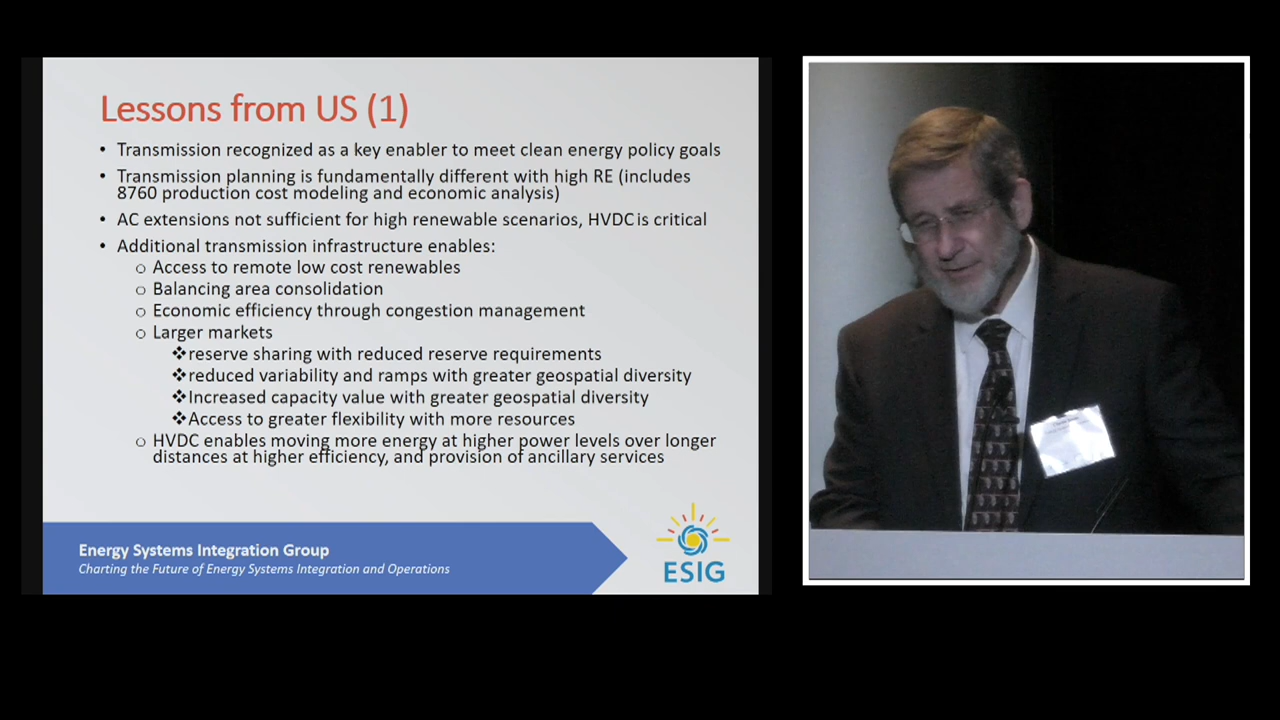 Lessons from US (1)
• Transmission recognized as a key enabler to meet clean energy policy goals
• Transmission planning is fundamentally different with high RE (includes
8760 production cost modeling and economic analysis)
• AC extensions not sufficient for high renewable scenarios, HVDC is critical
• Additional transmission infrastructure enables:
o Access to remote low cost renewables
o Balancing area consolidation
o Economic efficiency through congestion management
o Larger markets
❖reserve sharing with reduced reserve requirements
❖reduced variability and ramps with greater geospatial diversity
❖Increased capacity value with greater geospatial diversity
❖Access to greater flexibility with more resources
o HVDC enables moving more energy at higher power levels over longer
distances at higher efficiency, and provision of ancillary services
Energy Systems Integration Group
Charting the Future of Energy Systems Integration and Operations
ESIG